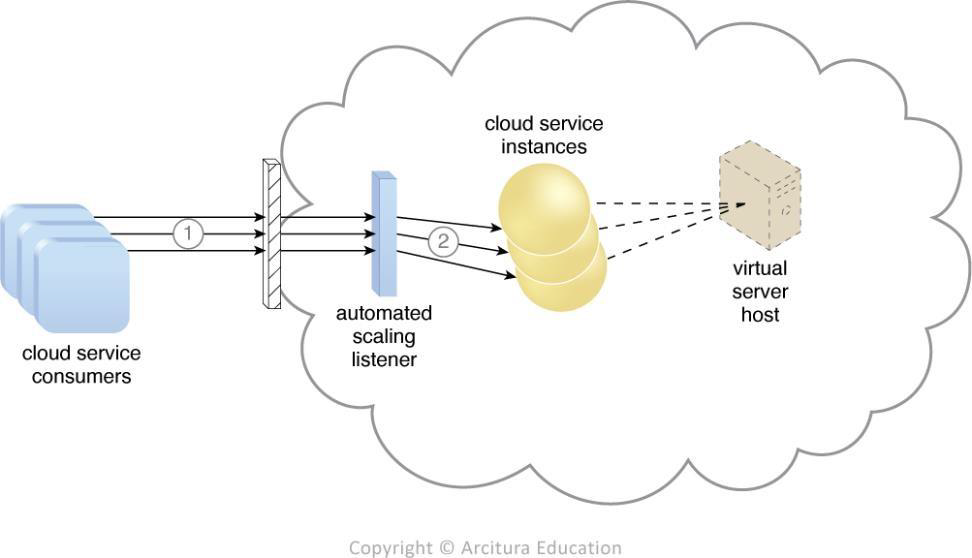 cloud service
instances
1
2
virtual
server
host
automated
scaling
listener
cloud service
consumers
Copyright © Arcitura Education